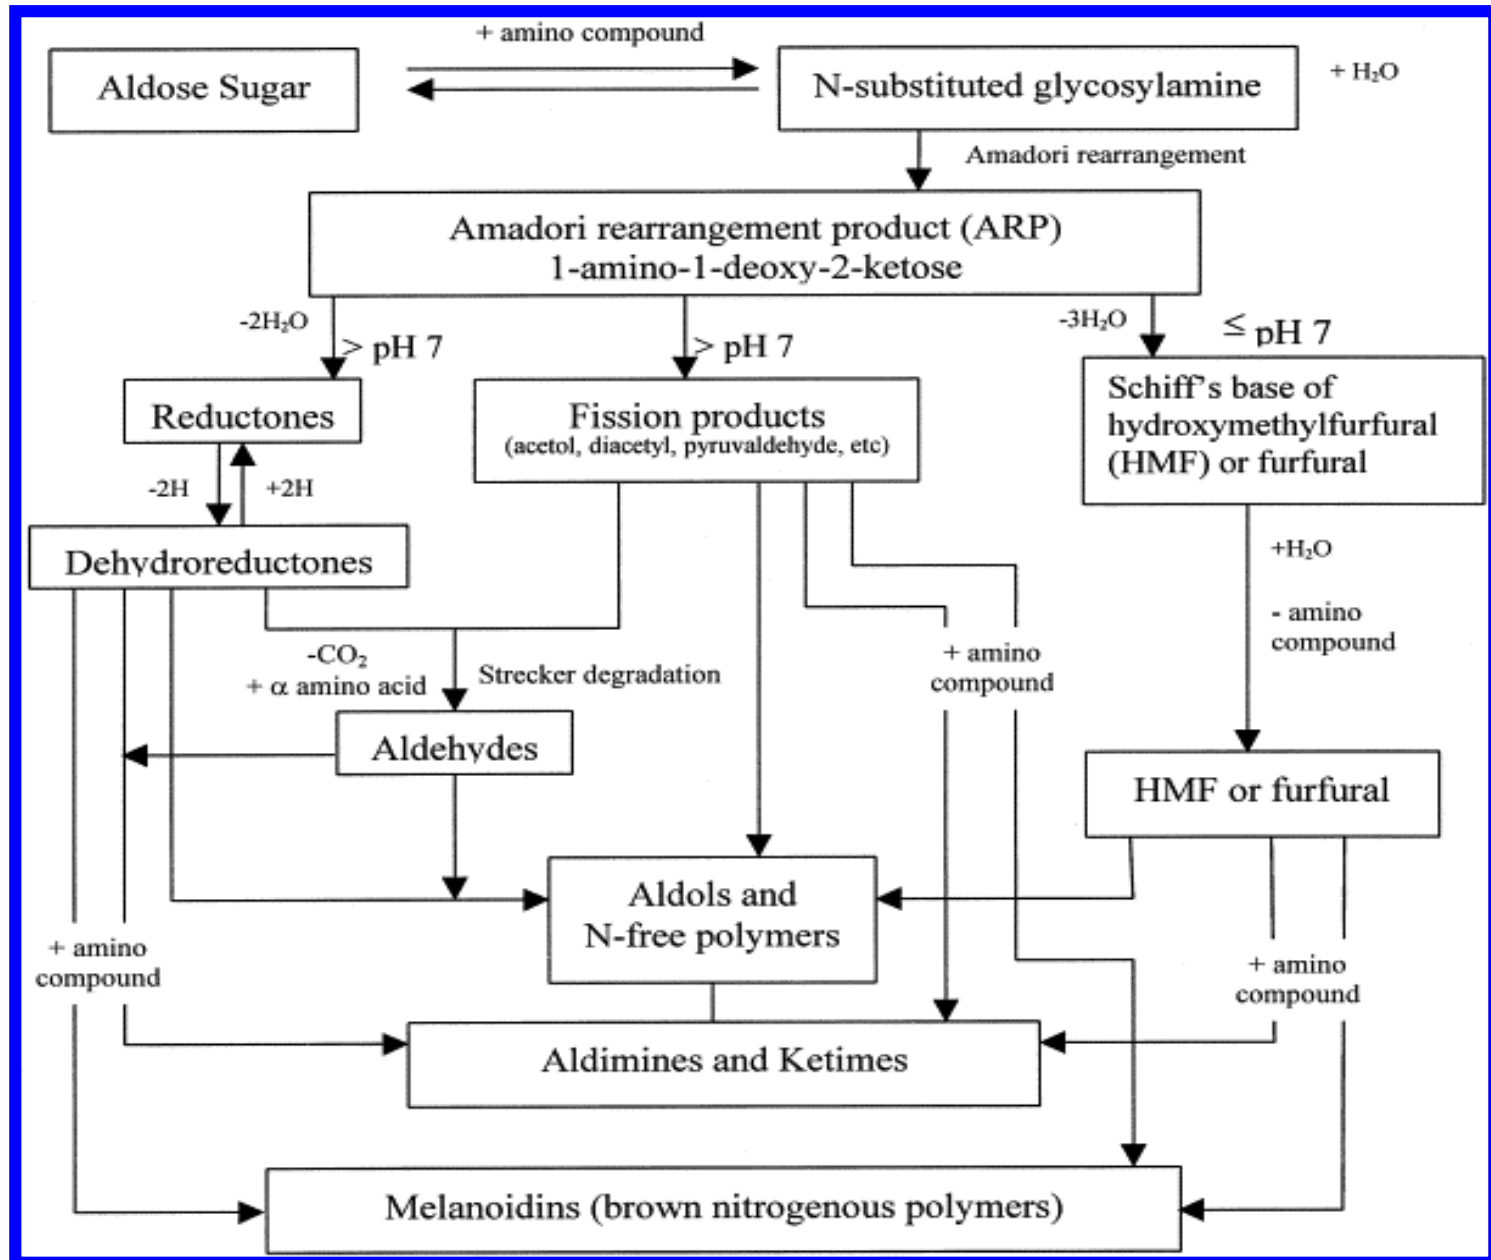 + amino compound
Aldose Sugar
N-substituted glycosylamine
+ H₂O
Amadori rearrangement
Amadori rearrangement product (ARP)
1-amino-1-deoxy-2-ketose
-2H₂O
> pH 7
> pH 7
-3H₂O
≤ pH 7
Reductones
Fission products
(acetol, diacetyl, pyruvaldehyde, etc)
Schiff's base of
hydroxymethylfurfural
(HMF) or furfural
-2H
+2H
Dehydroreductones
+H₂O
- amino
compound
-CO₂
+ α amino acid
Strecker degradation
+ amino
compound
Aldehydes
HMF or furfural
Aldols and
N-free polymers
+ amino
compound
+ amino
compound
Aldimines and Ketimes
Melanoidins (brown nitrogenous polymers)